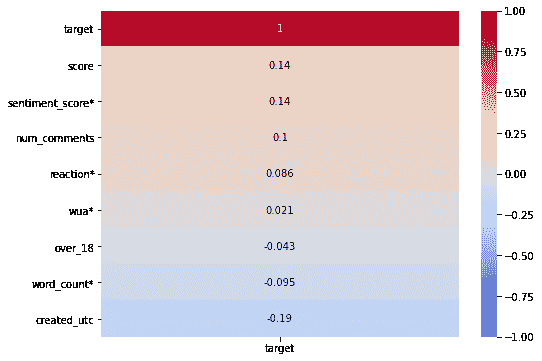 target 1
score 0.14
sentiment_score* 0.14
num_comments 0.1
reaction* 0.086
wua* 0.021
over_18 -0.043
word_count* -0.095
created_utc -0.19
target
1.00
0.75
0.50
0.25
0.00
−0.25
−0.50
−0.75
−1.00